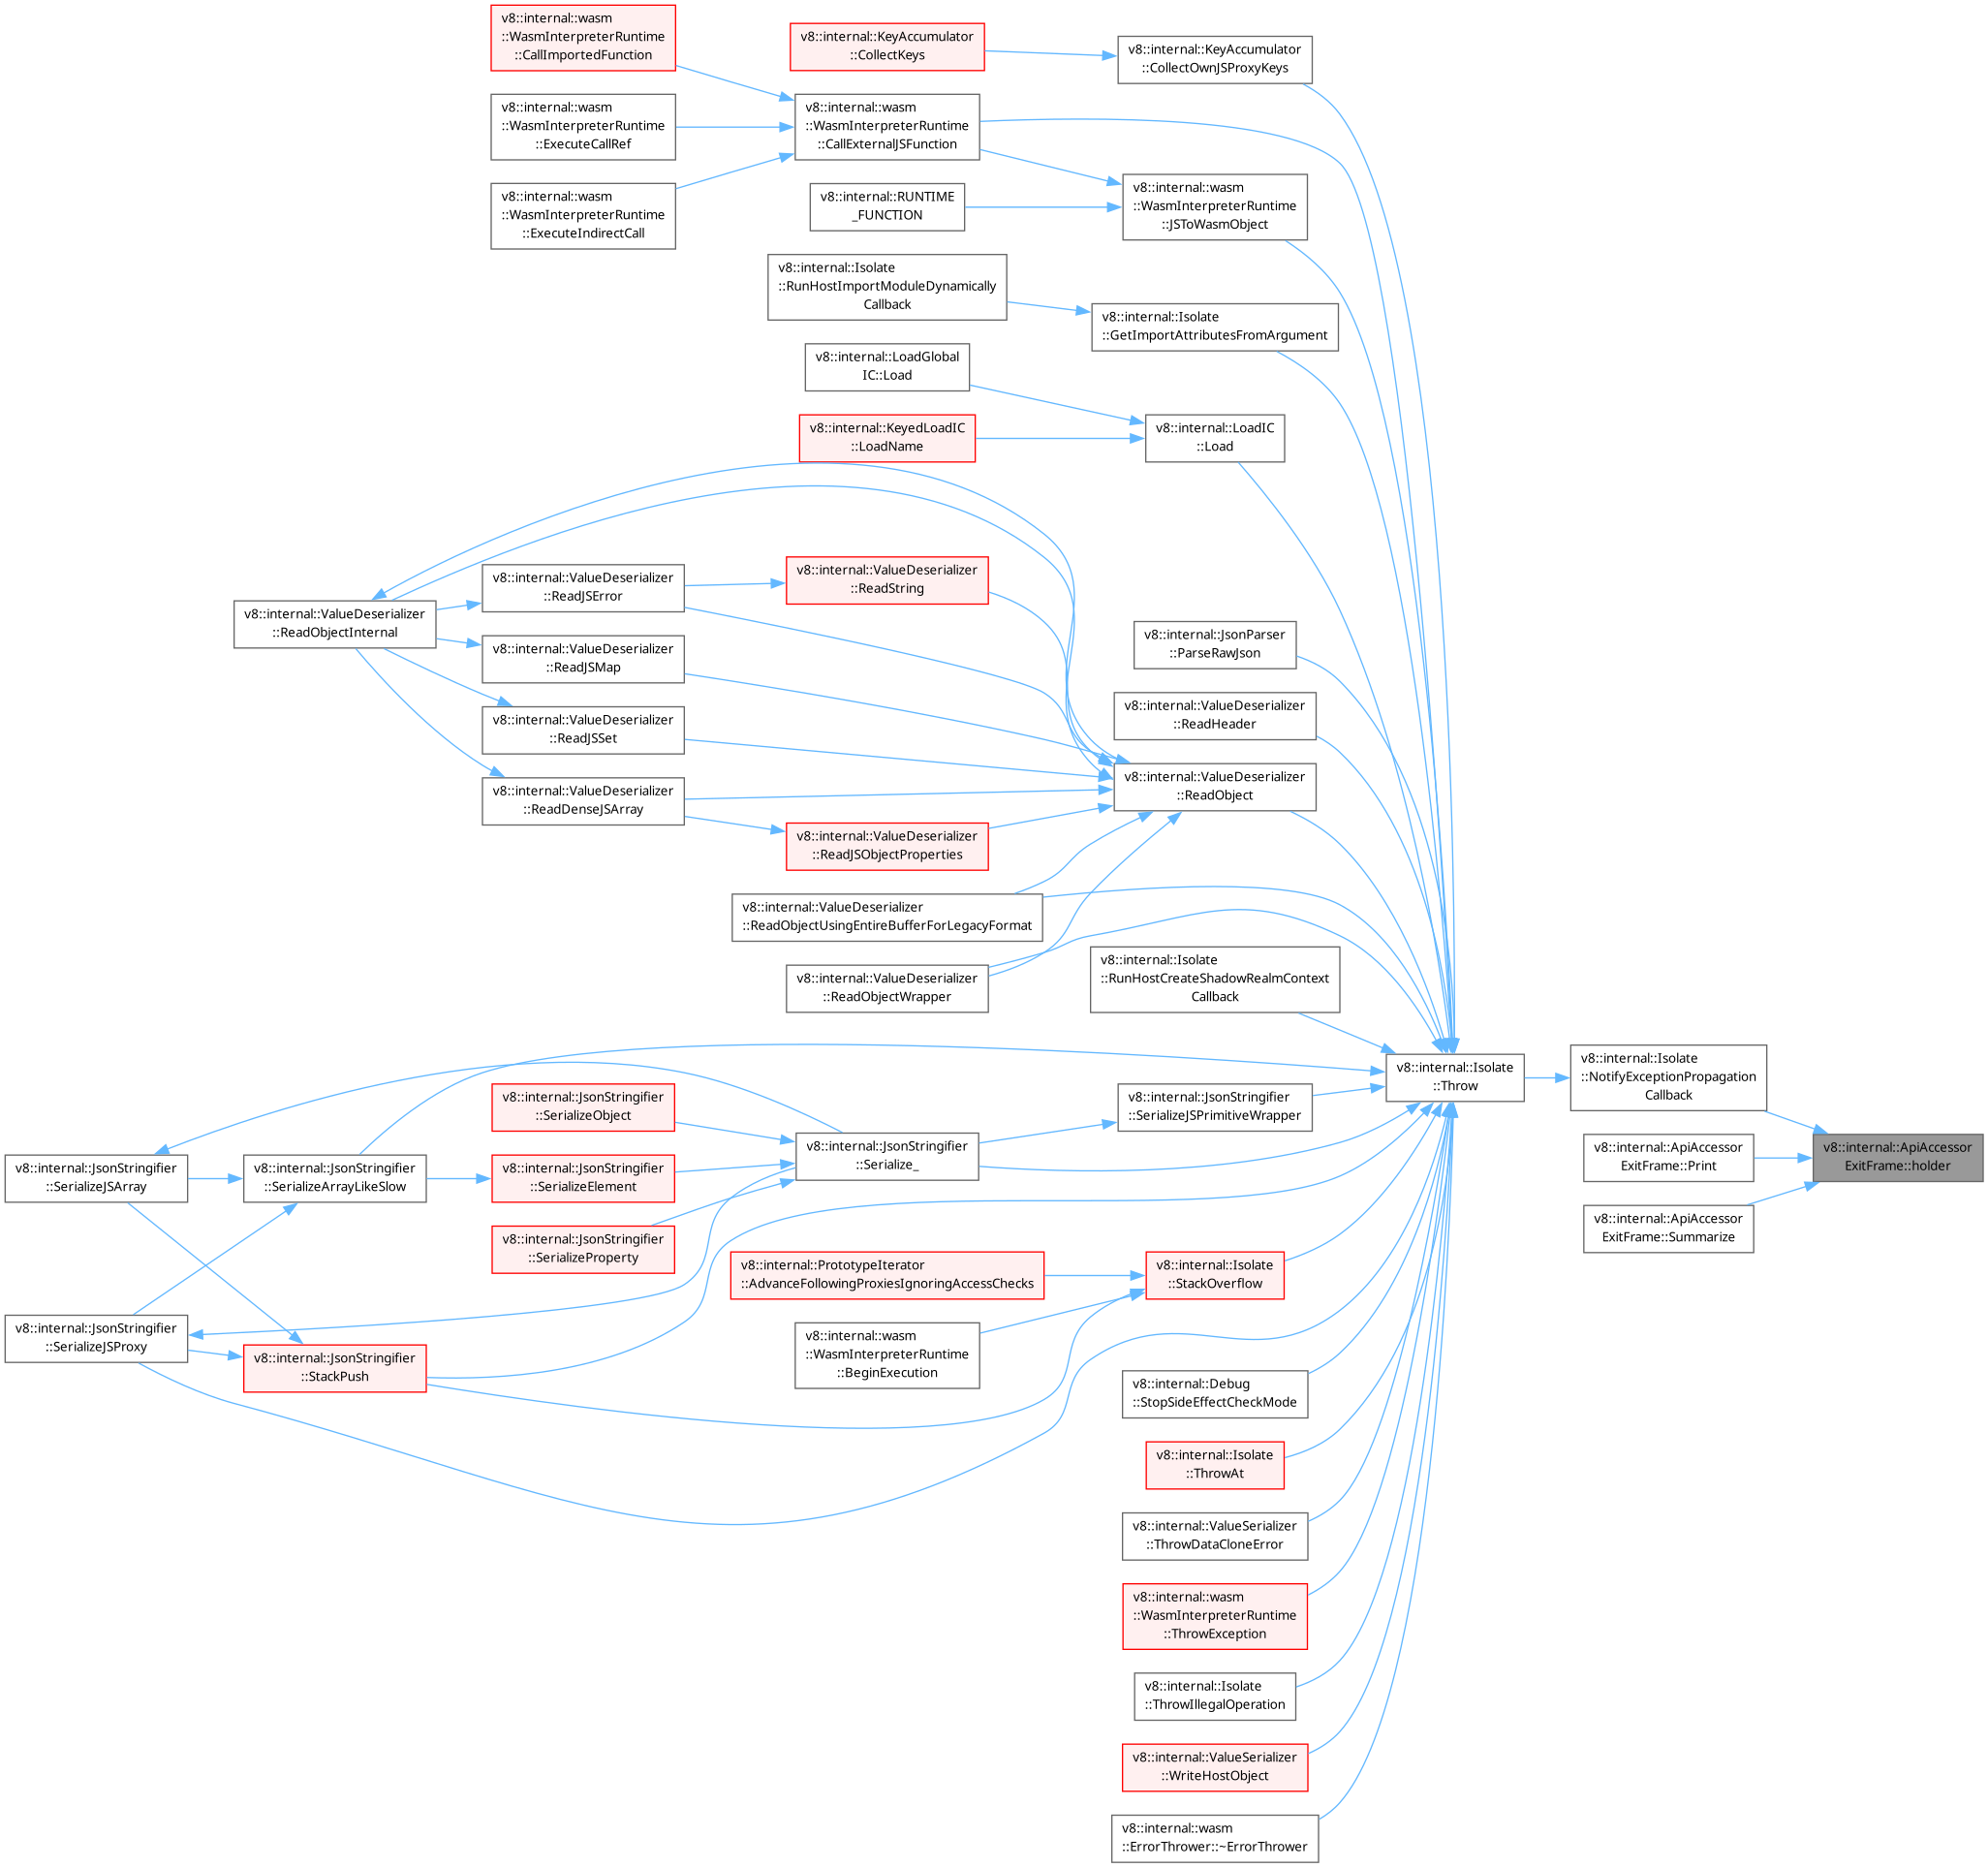 v8::internal::wasm
::WasmInterpreterRuntime
::CallImportedFunction
v8::internal::KeyAccumulator
::CollectKeys
v8::internal::KeyAccumulator
::CollectOwnJSProxyKeys
v8::internal::wasm
::WasmInterpreterRuntime
::ExecuteCallRef
v8::internal::wasm
::WasmInterpreterRuntime
::CallExternalJSFunction
v8::internal::wasm
::WasmInterpreterRuntime
::ExecuteIndirectCall
v8::internal::RUNTIME
_FUNCTION
v8::internal::wasm
::WasmInterpreterRuntime
::JSToWasmObject
v8::internal::Isolate
::RunHostImportModuleDynamically
Callback
v8::internal::Isolate
::GetImportAttributesFromArgument
v8::internal::LoadGlobal
IC::Load
v8::internal::KeyedLoadIC
::LoadName
v8::internal::LoadIC
::Load
v8::internal::ValueDeserializer
::ReadObjectInternal
v8::internal::ValueDeserializer
::ReadJSError
v8::internal::ValueDeserializer
::ReadString
v8::internal::ValueDeserializer
::ReadJSMap
v8::internal::JsonParser
::ParseRawJson
v8::internal::ValueDeserializer
::ReadJSSet
v8::internal::ValueDeserializer
::ReadHeader
v8::internal::ValueDeserializer
::ReadDenseJSArray
v8::internal::ValueDeserializer
::ReadObject
v8::internal::ValueDeserializer
::ReadJSObjectProperties
v8::internal::ValueDeserializer
::ReadObjectUsingEntireBufferForLegacyFormat
v8::internal::ValueDeserializer
::ReadObjectWrapper
v8::internal::Isolate
::RunHostCreateShadowRealmContext
Callback
v8::internal::Isolate
::Throw
v8::internal::Isolate
::NotifyExceptionPropagation
Callback
v8::internal::ApiAccessor
ExitFrame::Print
v8::internal::ApiAccessor
ExitFrame::holder
v8::internal::ApiAccessor
ExitFrame::Summarize
v8::internal::JsonStringifier
::SerializeObject
v8::internal::JsonStringifier
::SerializeJSPrimitiveWrapper
v8::internal::JsonStringifier
::SerializeJSArray
v8::internal::JsonStringifier
::SerializeArrayLikeSlow
v8::internal::JsonStringifier
::SerializeElement
v8::internal::JsonStringifier
::Serialize_
v8::internal::JsonStringifier
::SerializeProperty
v8::internal::PrototypeIterator
::AdvanceFollowingProxiesIgnoringAccessChecks
v8::internal::Isolate
::StackOverflow
v8::internal::JsonStringifier
::SerializeJSProxy
v8::internal::JsonStringifier
::StackPush
v8::internal::wasm
::WasmInterpreterRuntime
::BeginExecution
v8::internal::Debug
::StopSideEffectCheckMode
v8::internal::Isolate
::ThrowAt
v8::internal::ValueSerializer
::ThrowDataCloneError
v8::internal::wasm
::WasmInterpreterRuntime
::ThrowException
v8::internal::Isolate
::ThrowIllegalOperation
v8::internal::ValueSerializer
::WriteHostObject
v8::internal::wasm
::ErrorThrower::~ErrorThrower